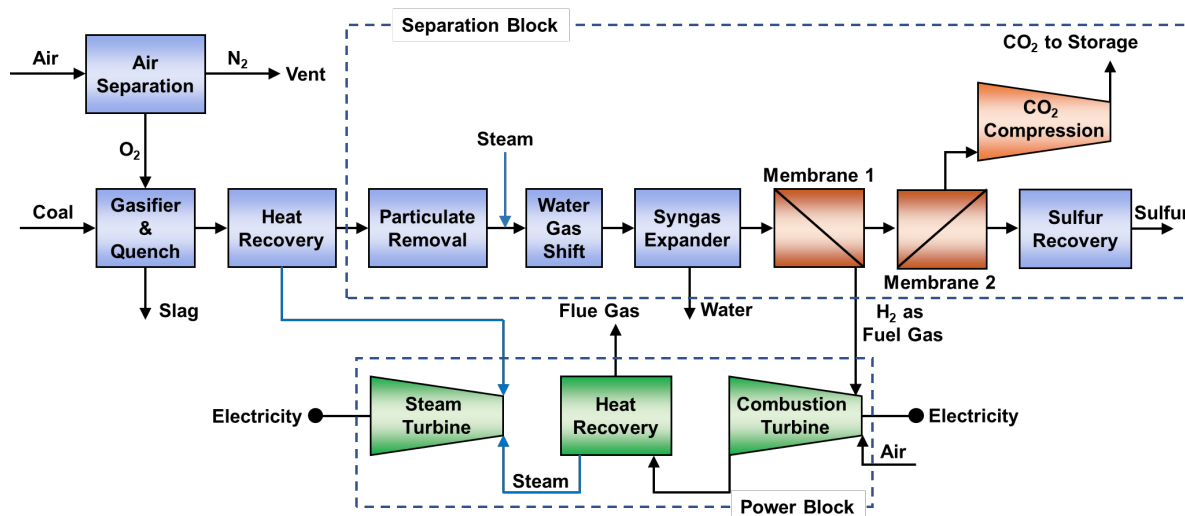 Separation Block
CO₂ to Storage
Air
Air
Separation
N₂
Vent
CO₂
Compression
O₂
Steam
Membrane 1
Coal
Gasifier
&
Quench
Heat
Recovery
Particulate
Removal
Water
Gas
Shift
Syngas
Expander
Sulfur
Recovery
Sulfur
Membrane 2
Slag
Flue Gas
Water
H₂ as
Fuel Gas
Electricity
Steam
Turbine
Heat
Recovery
Combustion
Turbine
Electricity
Air
Steam
Power Block